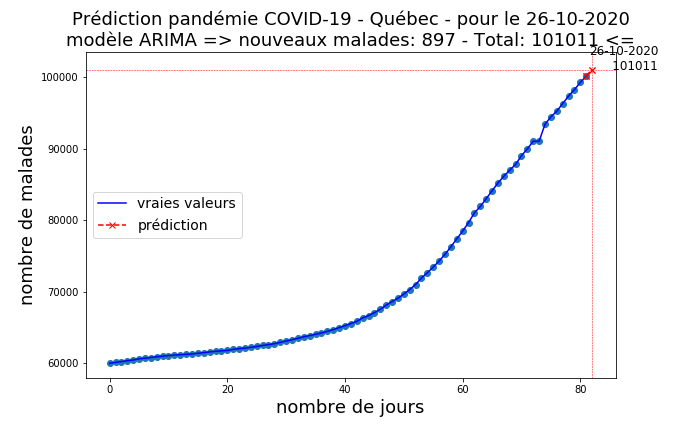 Prédiction pandémie COVID-19 - Québec - pour le 26-10-2020
modèle ARIMA => nouveaux malades: 897 - Total: 101011 <=
26-10-2020
101011
100000
90000
80000
70000
60000
nombre de malades
vraies valeurs
prédiction
0 20 40 60 80
nombre de jours